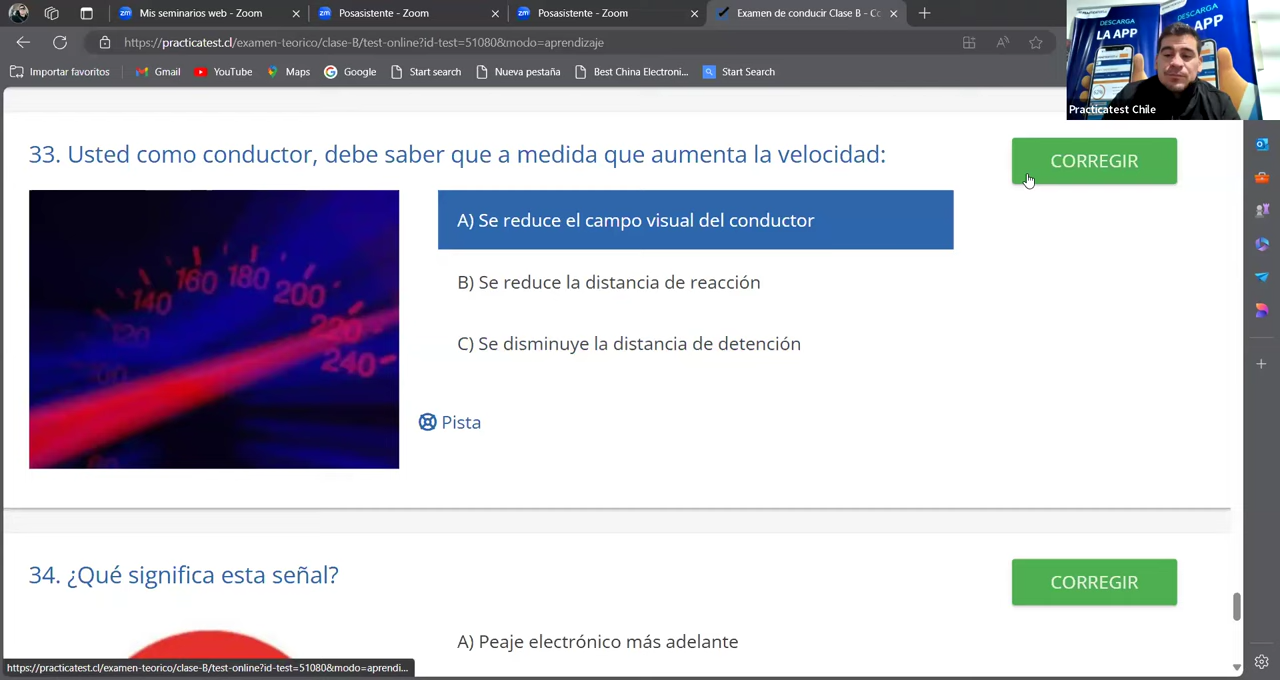 Mis seminarios web - Zoom
Posasistente - Zoom
Posasistente - Zoom
Examen de conducir Clase B - Co
https://practicatest.cl/examen-teorico/clase-B/test-online?id-test=51080&modo=aprendizaje
Importar favoritos
Gmail
YouTube
Maps
Google
Start search
Nueva pestaña
Best China Electroni...
Start Search
DESCARGA
LA APP
DESCARGA
LA APP
Practicatest Chile
33. Usted como conductor, debe saber que a medida que aumenta la velocidad:
CORREGIR
A) Se reduce el campo visual del conductor
B) Se reduce la distancia de reacción
C) Se disminuye la distancia de detención
120
140
160
180
200
220
240
Pista
34. ¿Qué significa esta señal?
CORREGIR
A) Peaje electrónico más adelante
https://practicatest.cl/examen-teorico/clase-B/test-online?id-test=51080&modo=aprendi...